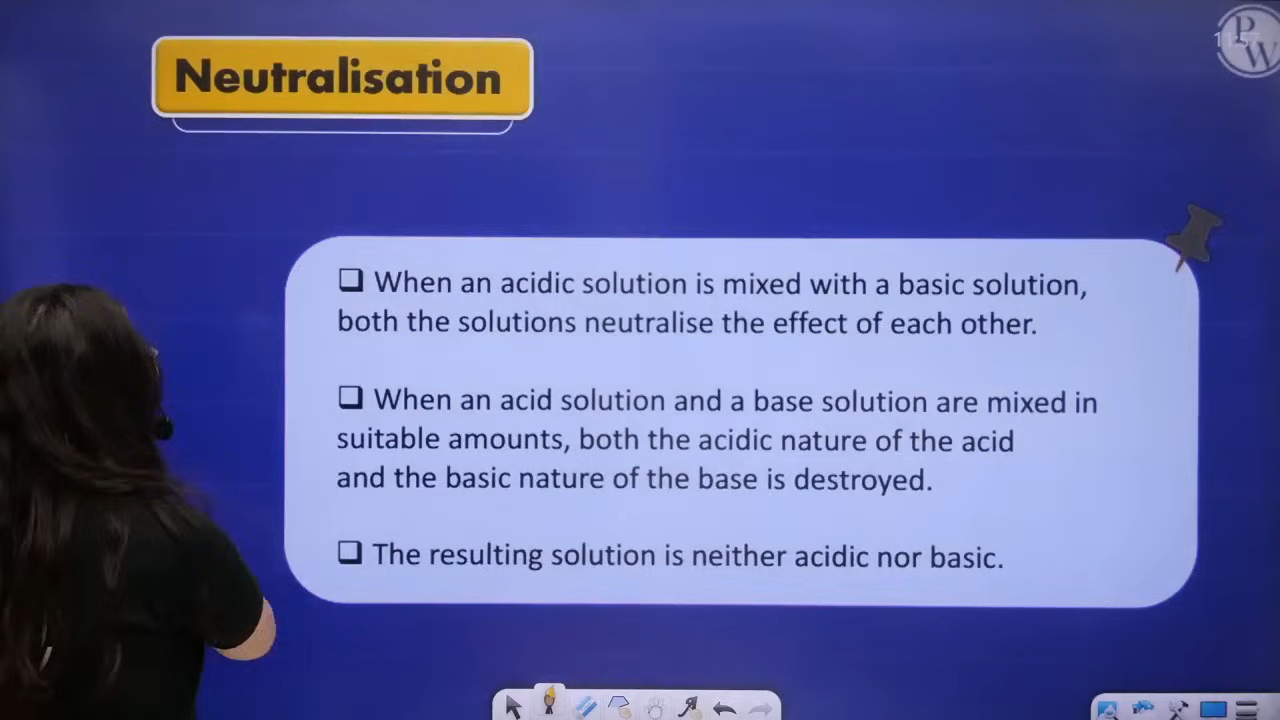 Neutralisation
PW
When an acidic solution is mixed with a basic solution,
both the solutions neutralise the effect of each other.
When an acid solution and a base solution are mixed in
suitable amounts, both the acidic nature of the acid
and the basic nature of the base is destroyed.
The resulting solution is neither acidic nor basic.